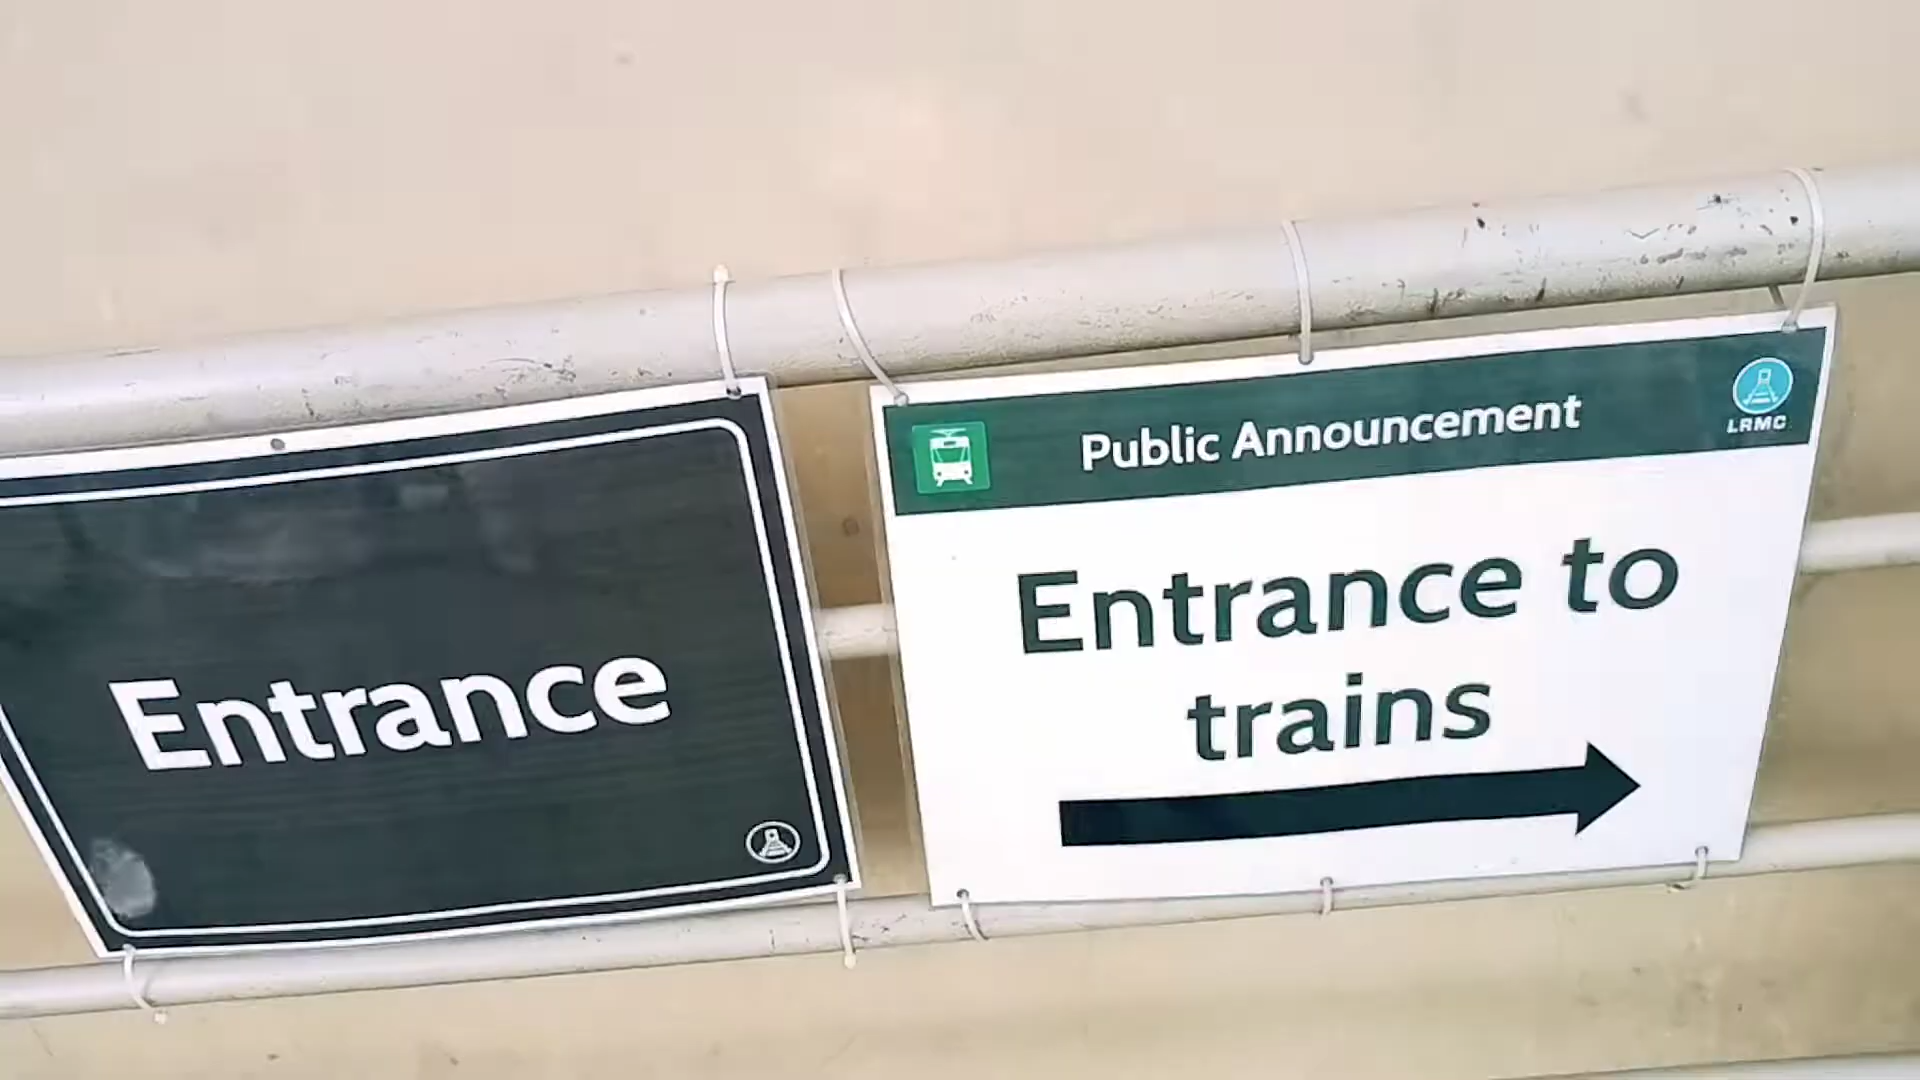 Entrance
Public Announcement
LRMC
Entrance to
trains